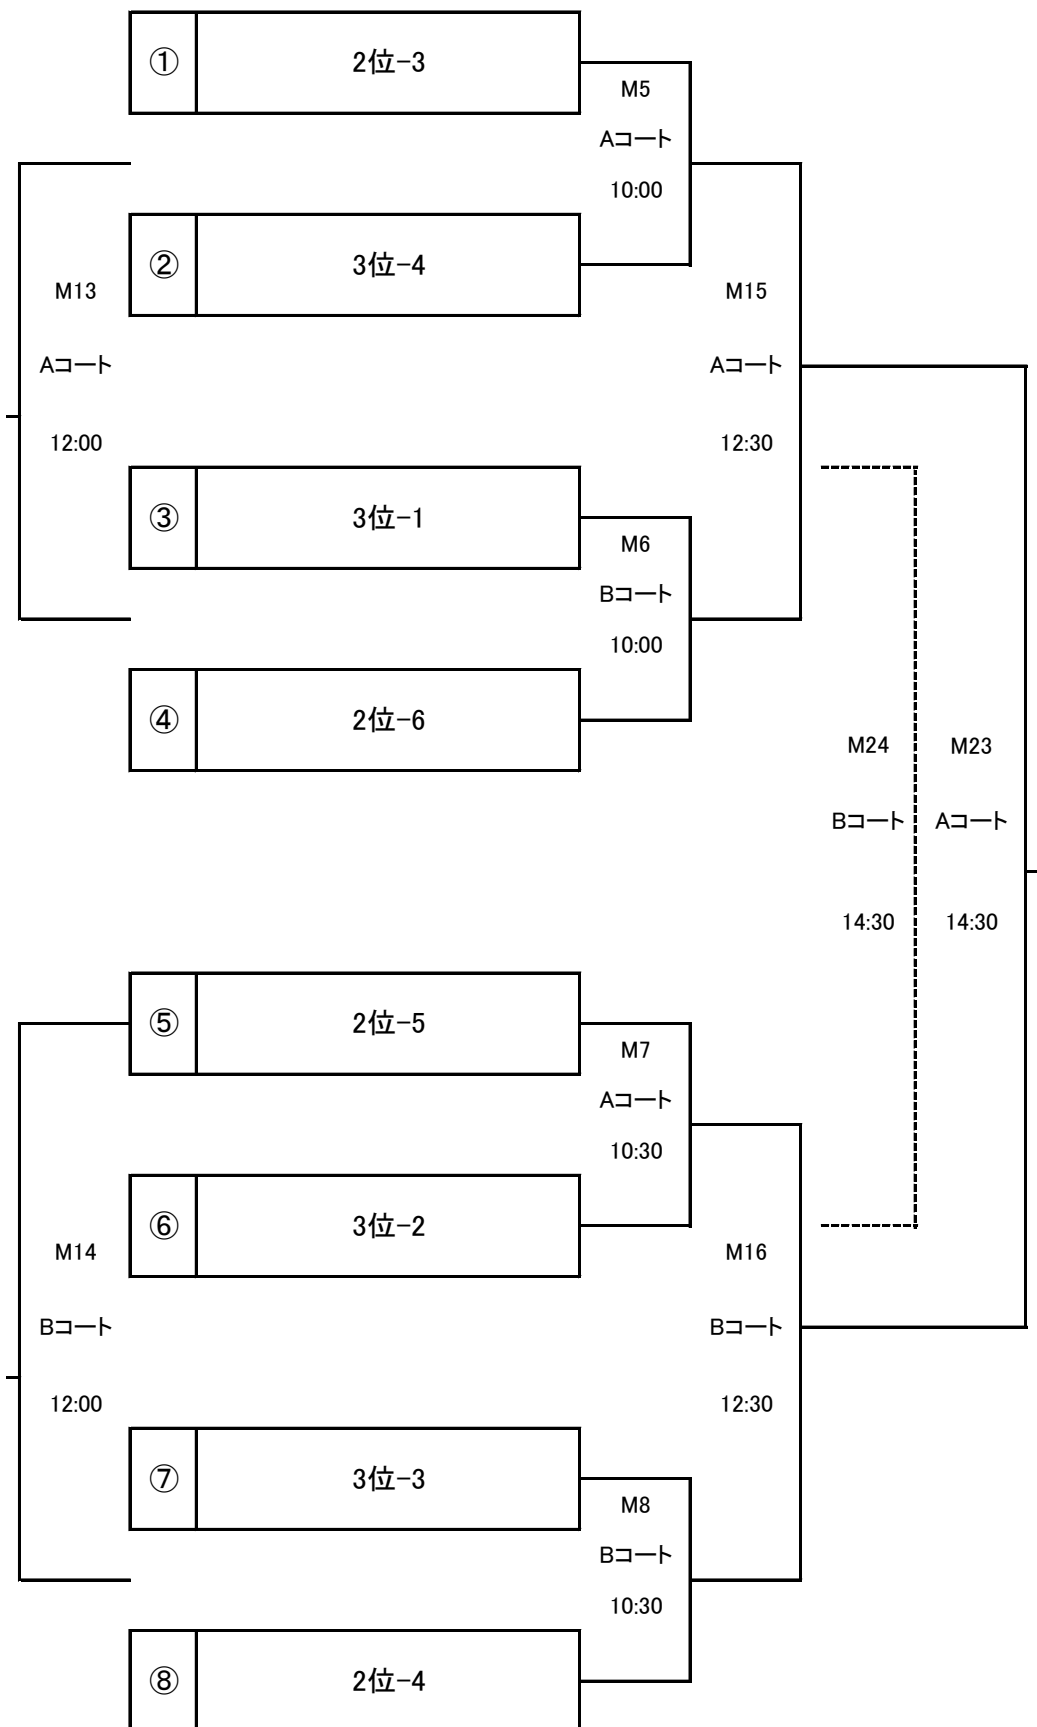 ① 2位-3
M5
Aコート
10:00
② 3位-4
M13
M15
Aコート
Aコート
12:00
12:30
③ 3位-1
M6
Bコート
10:00
④ 2位-6
M24
M23
Bコート
Aコート
14:30
14:30
⑤ 2位-5
M7
Aコート
10:30
⑥ 3位-2
M14
M16
Bコート
Bコート
12:00
12:30
⑦ 3位-3
M8
Bコート
10:30
⑧ 2位-4